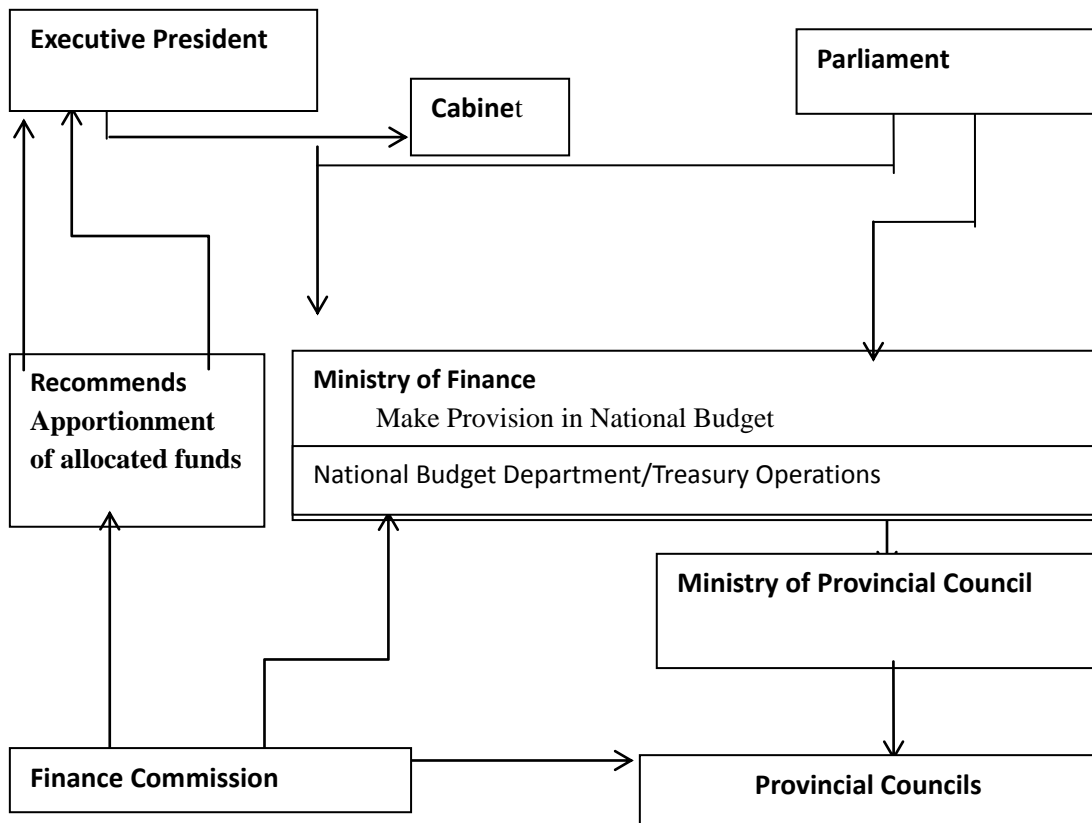 Executive President
Parliament
Cabinet
Recommends
Apportionment
of allocated funds
Ministry of Finance
Make Provision in National Budget
National Budget Department/Treasury Operations
Ministry of Provincial Council
Finance Commission
Provincial Councils